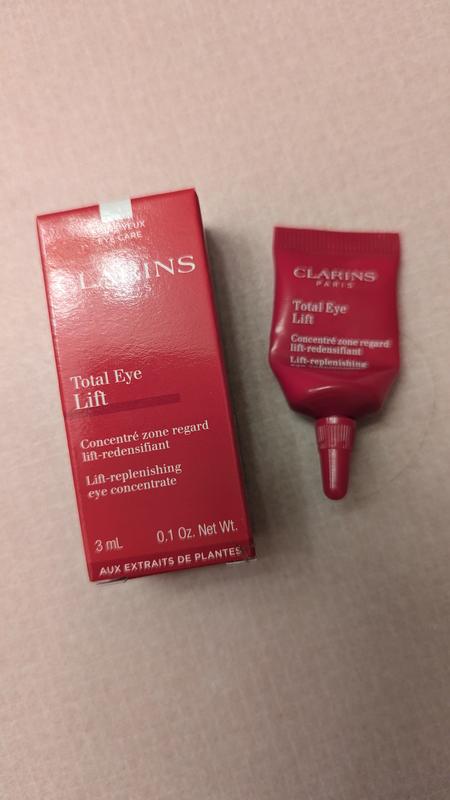 EYE CARE
CLARINS
Total Eye
Lift
Concentré zone regard
lift-redensifiant
Lift-replenishing
eye concentrate
3 mL 0.1 Oz. Net Wt.
AUX EXTRAITS DE PLANTES
CLARINS
PARIS
Total Eye
Lift
Concentré zone regard
lift-redensifiant
Lift-replenishing